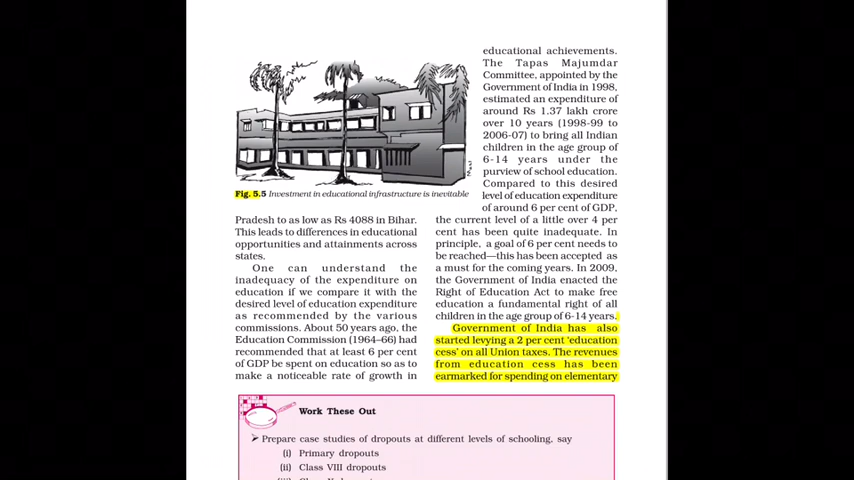 Fig. 5.5 Investment in educational infrastructure is inevitable
Pradesh to as low as Rs 4088 in Bihar.
This leads to differences in educational
opportunities and attainments across
states.
One can understand the
inadequacy of the expenditure on
education if we compare it with the
desired level of education expenditure
as recommended by the various
commissions. About 50 years ago, the
Education Commission (1964–66) had
recommended that at least 6 per cent
of GDP be spent on education so as to
make a noticeable rate of growth in
educational achievements.
The Tapas Majumdar
Committee, appointed by the
Government of India in 1998,
estimated an expenditure of
around Rs 1.37 lakh crore
over 10 years (1998-99 to
2006-07) to bring all Indian
children in the age group of
6-14 years under the
purview of school education.
Compared to this desired
level of education expenditure
of around 6 per cent of GDP,
the current level of a little over 4 per
cent has been quite inadequate. In
principle, a goal of 6 per cent needs to
be reached—this has been accepted as
a must for the coming years. In 2009,
the Government of India enacted the
Right of Education Act to make free
education a fundamental right of all
children in the age group of 6-14 years.
Government of India has also
started levying a 2 per cent ‘education
cess’ on all Union taxes. The revenues
from education cess has been
earmarked for spending on elementary
Work These Out
➢ Prepare case studies of dropouts at different levels of schooling, say
(i) Primary dropouts
(ii) Class VIII dropouts